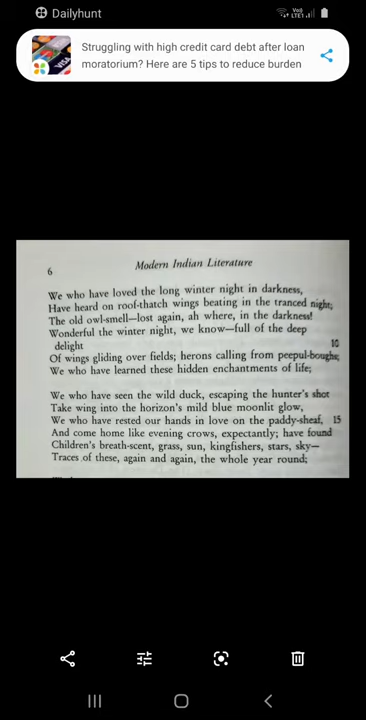 Dailyhunt
Struggling with high credit card debt after loan
moratorium? Here are 5 tips to reduce burden
VISA
6 Modern Indian Literature
We who have loved the long winter night in darkness,
Have heard on roof-thatch wings beating in the tranced night;
The old owl-smell—lost again, ah where, in the darkness!
Wonderful the winter night, we know—full of the deep
delight 10
Of wings gliding over fields; herons calling from peepul-boughs;
We who have learned these hidden enchantments of life;
We who have seen the wild duck, escaping the hunter's shot
Take wing into the horizon's mild blue moonlit glow,
We who have rested our hands in love on the paddy-sheaf, 15
And come home like evening crows, expectantly; have found
Children's breath-scent, grass, sun, kingfishers, stars, sky—
Traces of these, again and again, the whole year round;